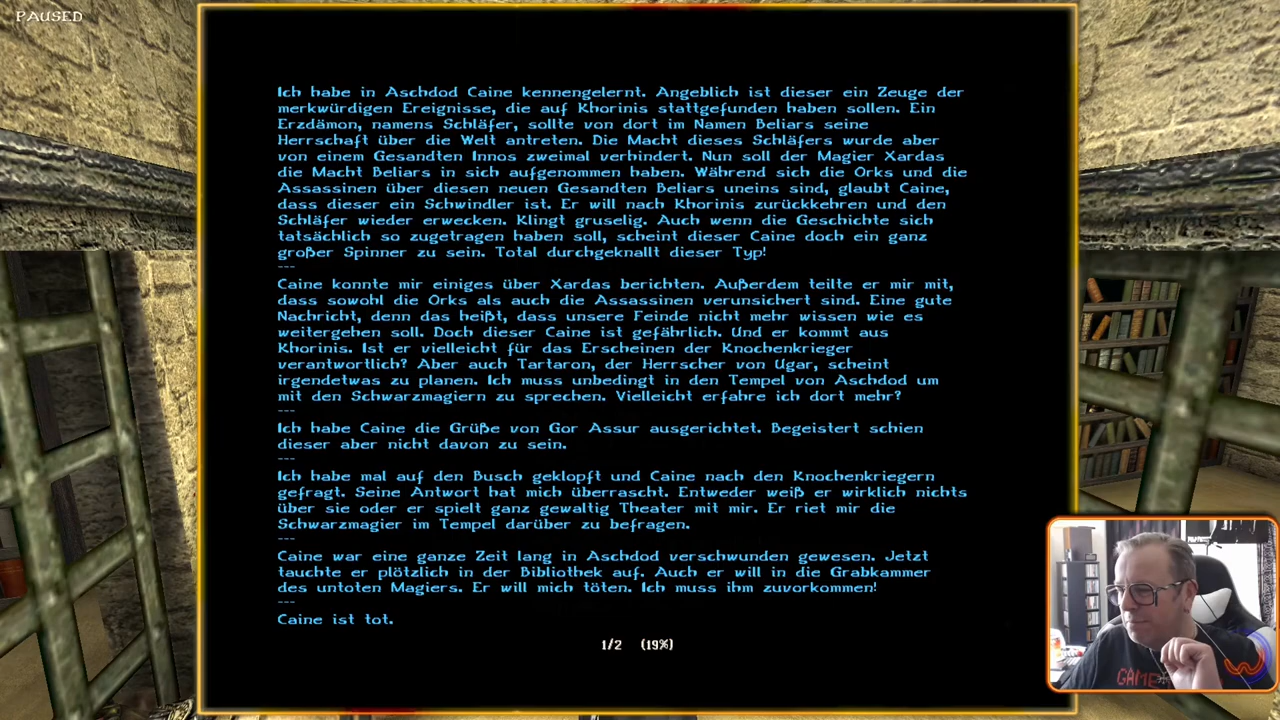 PAUSED
Ich habe in Aschdod Caine kennengelernt. Angeblich ist dieser ein Zeuge der
merkwürdigen Ereignisse, die auf Khorinis stattgefunden haben sollen. Ein
Erzdämon, namens Schläfer, sollte von dort im Namen Beliars seine
Herrschaft über die Welt antreten. Die Macht dieses Schläfers wurde aber
von einem Gesandten Innos zweimal verhindert. Nun soll der Magier Xardas
die Macht Beliars in sich aufgenommen haben. Während sich die Orks und die
Assassinen über diesen neuen Gesandten Beliars uneins sind, glaubt Caine,
dass dieser ein Schwindler ist. Er will nach Khorinis zurückkehren und den
Schläfer wieder erwecken. Klingt gruselig. Auch wenn die Geschichte sich
tatsächlich so zugetragen haben soll, scheint dieser Caine doch ein ganz
großer Spinner zu sein. Total durchgeknallt dieser Typ!
---
Caine konnte mir einiges über Xardas berichten. Außerdem teilte er mir mit,
dass sowohl die Orks als auch die Assassinen verunsichert sind. Eine gute
Nachricht, denn das heißt, dass unsere Feinde nicht mehr wissen wie es
weitergehen soll. Doch dieser Caine ist gefährlich. Und er kommt aus
Khorinis. Ist er vielleicht für das Erscheinen der Knochenkrieger
verantwortlich? Aber auch Tartaron, der Herrscher von Ugar, scheint
irgendetwas zu planen. Ich muss unbedingt in den Tempel von Aschdod um
mit den Schwarzmagiern zu sprechen. Vielleicht erfahre ich dort mehr?
---
Ich habe Caine die Grüße von Gor Assur ausgerichtet. Begeistert schien
dieser aber nicht davon zu sein.
---
Ich habe mal auf den Busch geklopft und Caine nach den Knochenkriegern
gefragt. Seine Antwort hat mich überrascht. Entweder weiß er wirklich nichts
über sie oder er spielt ganz gewaltig Theater mit mir. Er riet mir die
Schwarzmagier im Tempel darüber zu befragen.
---
Caine war eine ganze Zeit lang in Aschdod verschwunden gewesen. Jetzt
tauchte er plötzlich in der Bibliothek auf. Auch er will in die Grabkammer
des untoten Magiers. Er will mich töten. Ich muss ihm zuvorkommen!
---
Caine ist tot.
1/2 (19%)